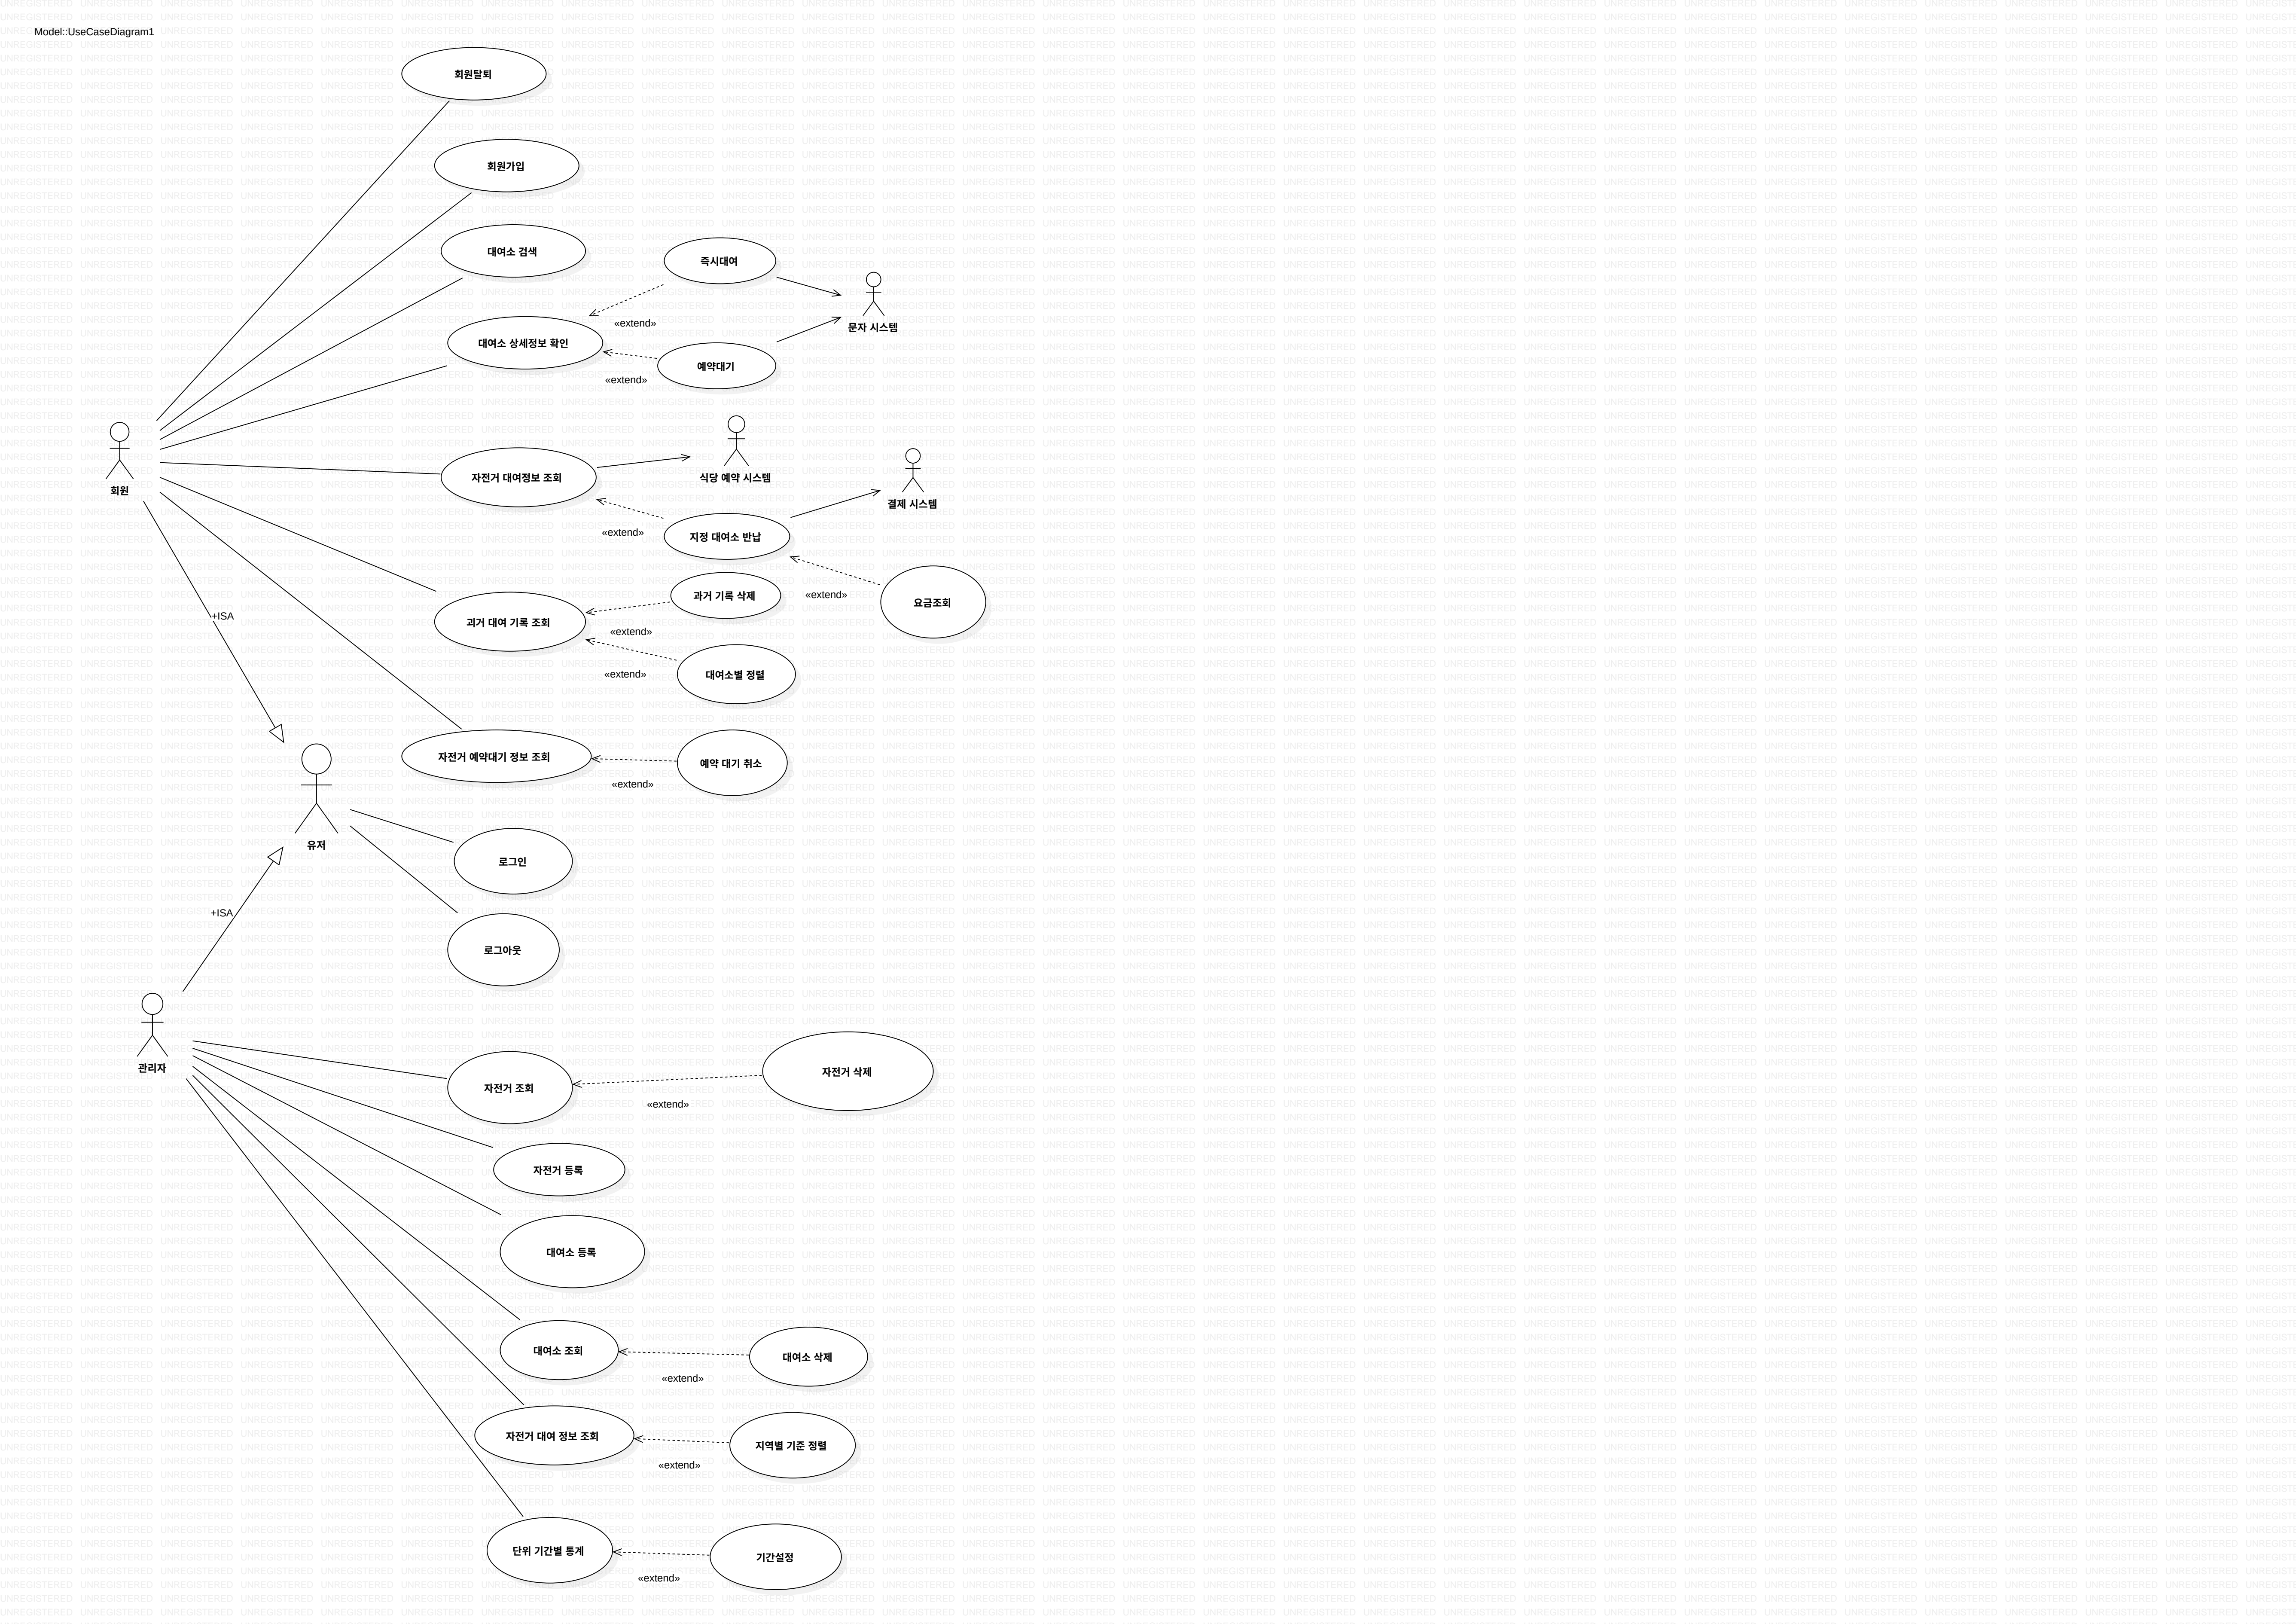 Model::UseCaseDiagram1
회원탈퇴
회원가입
대여소 검색
즉시대여
문자 시스템
«extend»
대여소 상세정보 확인
예약대기
«extend»
회원
자전거 대여정보 조회
식당 예약 시스템
결제 시스템
«extend»
지정 대여소 반납
과거 기록 삭제
«extend»
요금조회
+ISA
괴거 대여 기록 조회
«extend»
«extend»
대여소별 정렬
자전거 예약대기 정보 조회
예약 대기 취소
«extend»
유저
로그인
+ISA
로그아웃
관리자
자전거 조회
자전거 삭제
«extend»
자전거 등록
대여소 등록
대여소 조회
대여소 삭제
«extend»
자전거 대여 정보 조회
지역별 기준 정렬
«extend»
단위 기간별 통계
기간설정
«extend»
UNREGISTERED